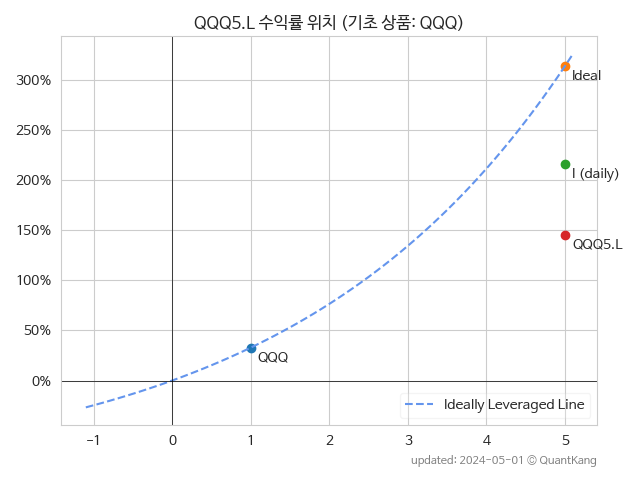 QQQ5.L 수익률 위치 (기초 상품: QQQ)
300%
250%
200%
150%
100%
50%
0%
Ideal
I (daily)
QQQ5.L
QQQ
Ideally Leveraged Line
−1
0
1
2
3
4
5
updated: 2024-05-01 © QuantKang